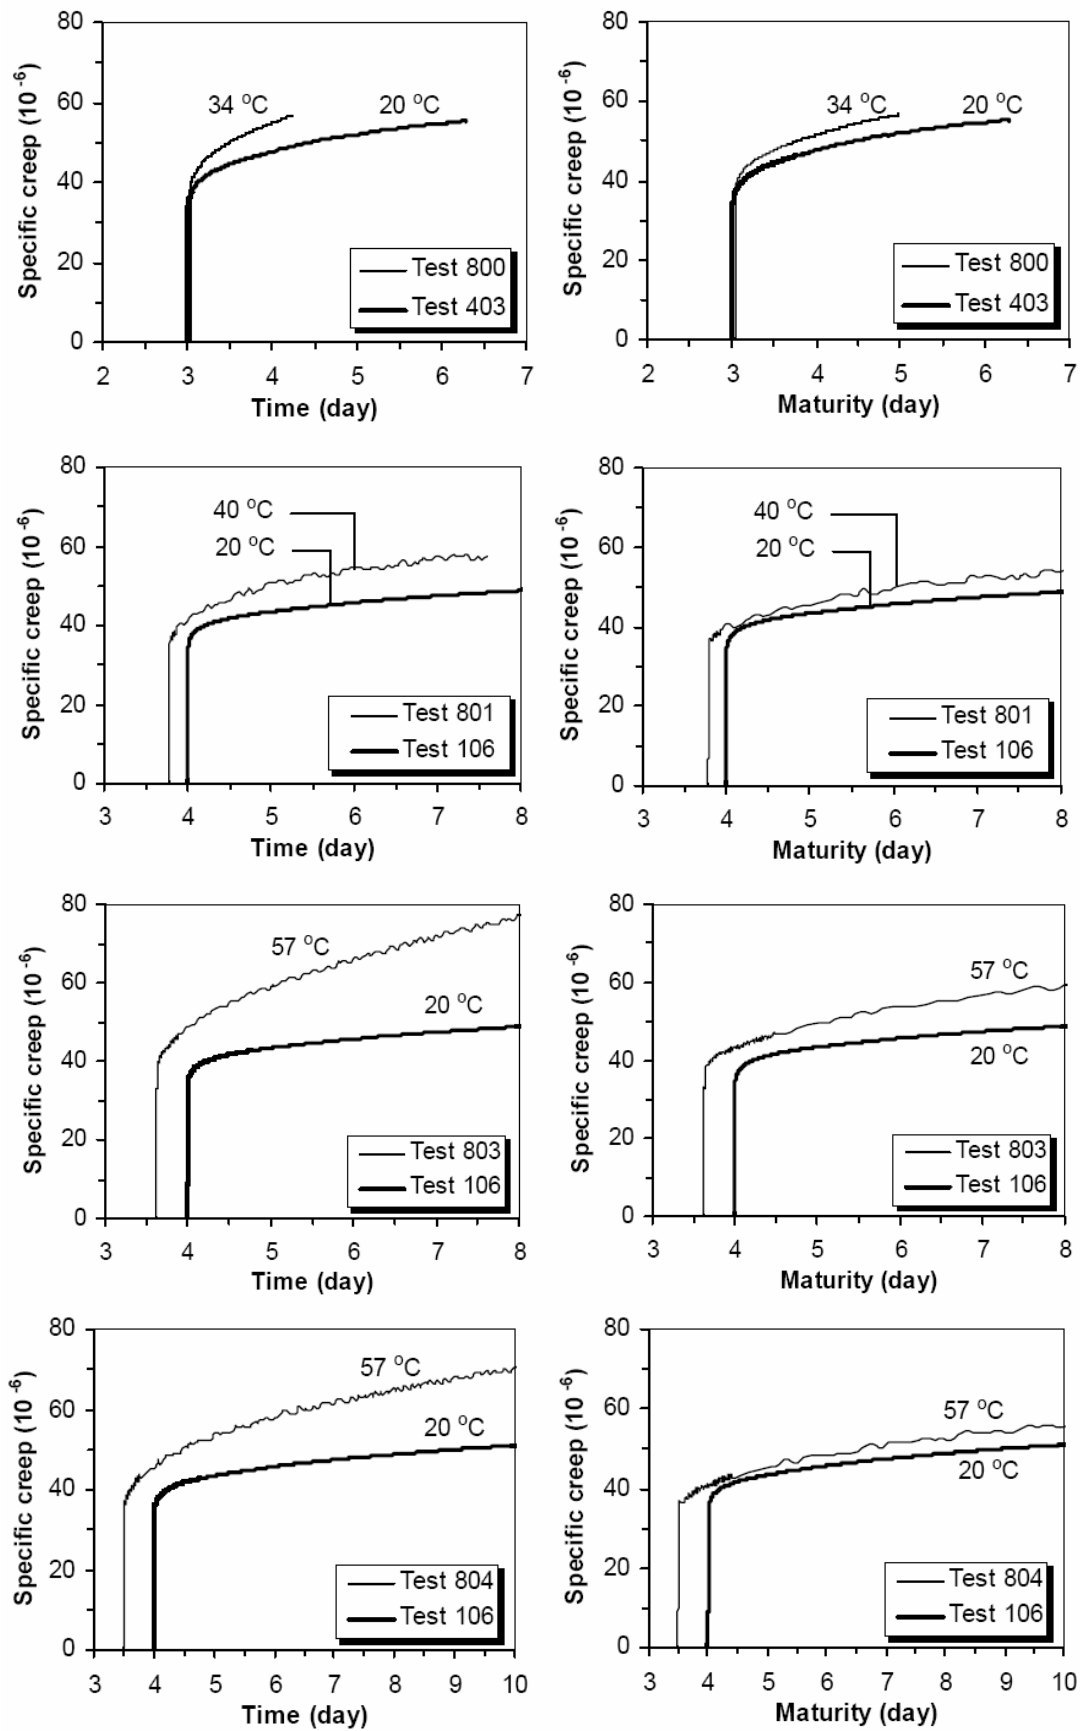 80
60
40
20
0
Specific creep (10⁻⁶)
34 °C
20 °C
Test 800
Test 403
2 3 4 5 6 7
Time (day)
80
60
40
20
0
Specific creep (10⁻⁶)
34 °C
20 °C
Test 800
Test 403
2 3 4 5 6 7
Maturity (day)
80
60
40
20
0
Specific creep (10⁻⁶)
40 °C
20 °C
Test 801
Test 106
3 4 5 6 7 8
Time (day)
80
60
40
20
0
Specific creep (10⁻⁶)
40 °C
20 °C
Test 801
Test 106
3 4 5 6 7 8
Maturity (day)
80
60
40
20
0
Specific creep (10⁻⁶)
57 °C
20 °C
Test 803
Test 106
3 4 5 6 7 8
Time (day)
80
60
40
20
0
Specific creep (10⁻⁶)
57 °C
20 °C
Test 803
Test 106
3 4 5 6 7 8
Maturity (day)
80
60
40
20
0
Specific creep (10⁻⁶)
57 °C
20 °C
Test 804
Test 106
3 4 5 6 7 8 9 10
Time (day)
80
60
40
20
0
Specific creep (10⁻⁶)
57 °C
20 °C
Test 804
Test 106
3 4 5 6 7 8 9 10
Maturity (day)